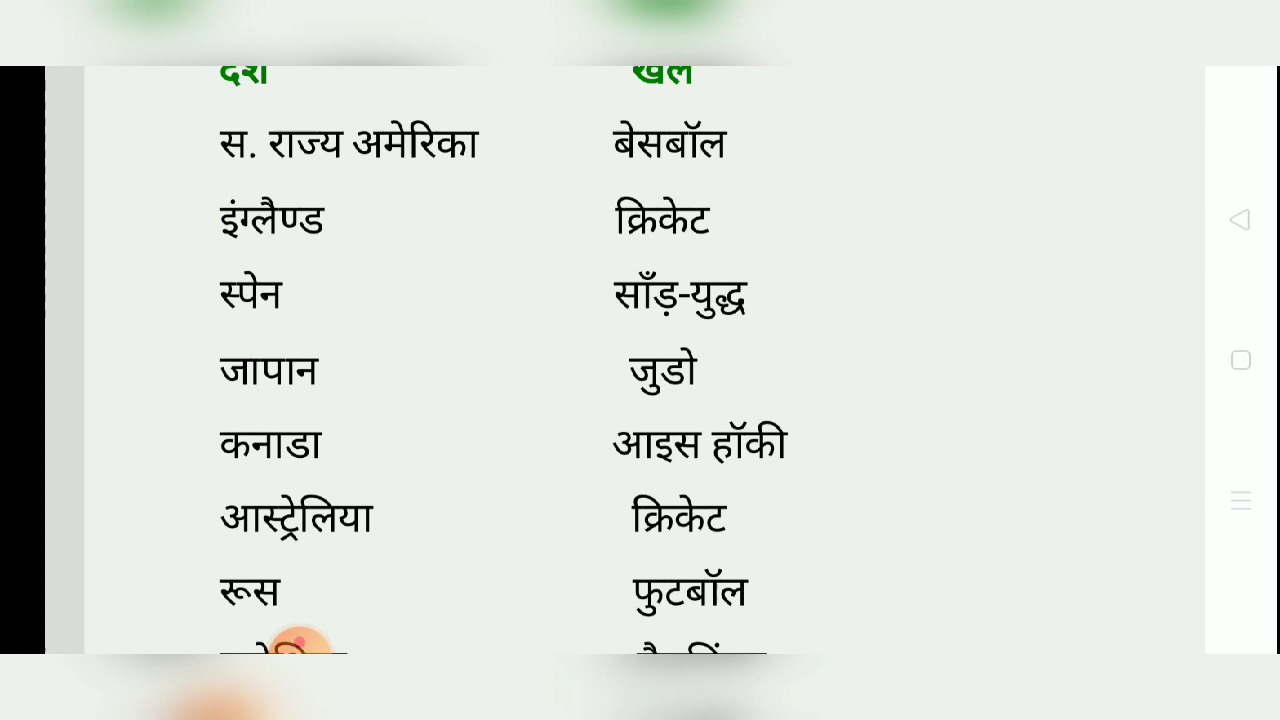 देश खेल
स. राज्य अमेरिका बेसबॉल
इंग्लैण्ड क्रिकेट
स्पेन साँड़-युद्ध
जापान जुडो
कनाडा आइस हॉकी
आस्ट्रेलिया क्रिकेट
रूस फुटबॉल